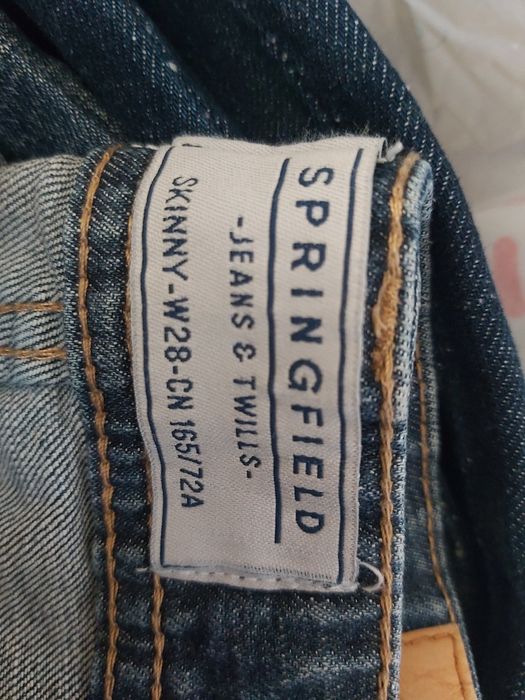 SPRINGFIELD
-JEANS & TWILLS-
SKINNY-W28-CN 165/72A